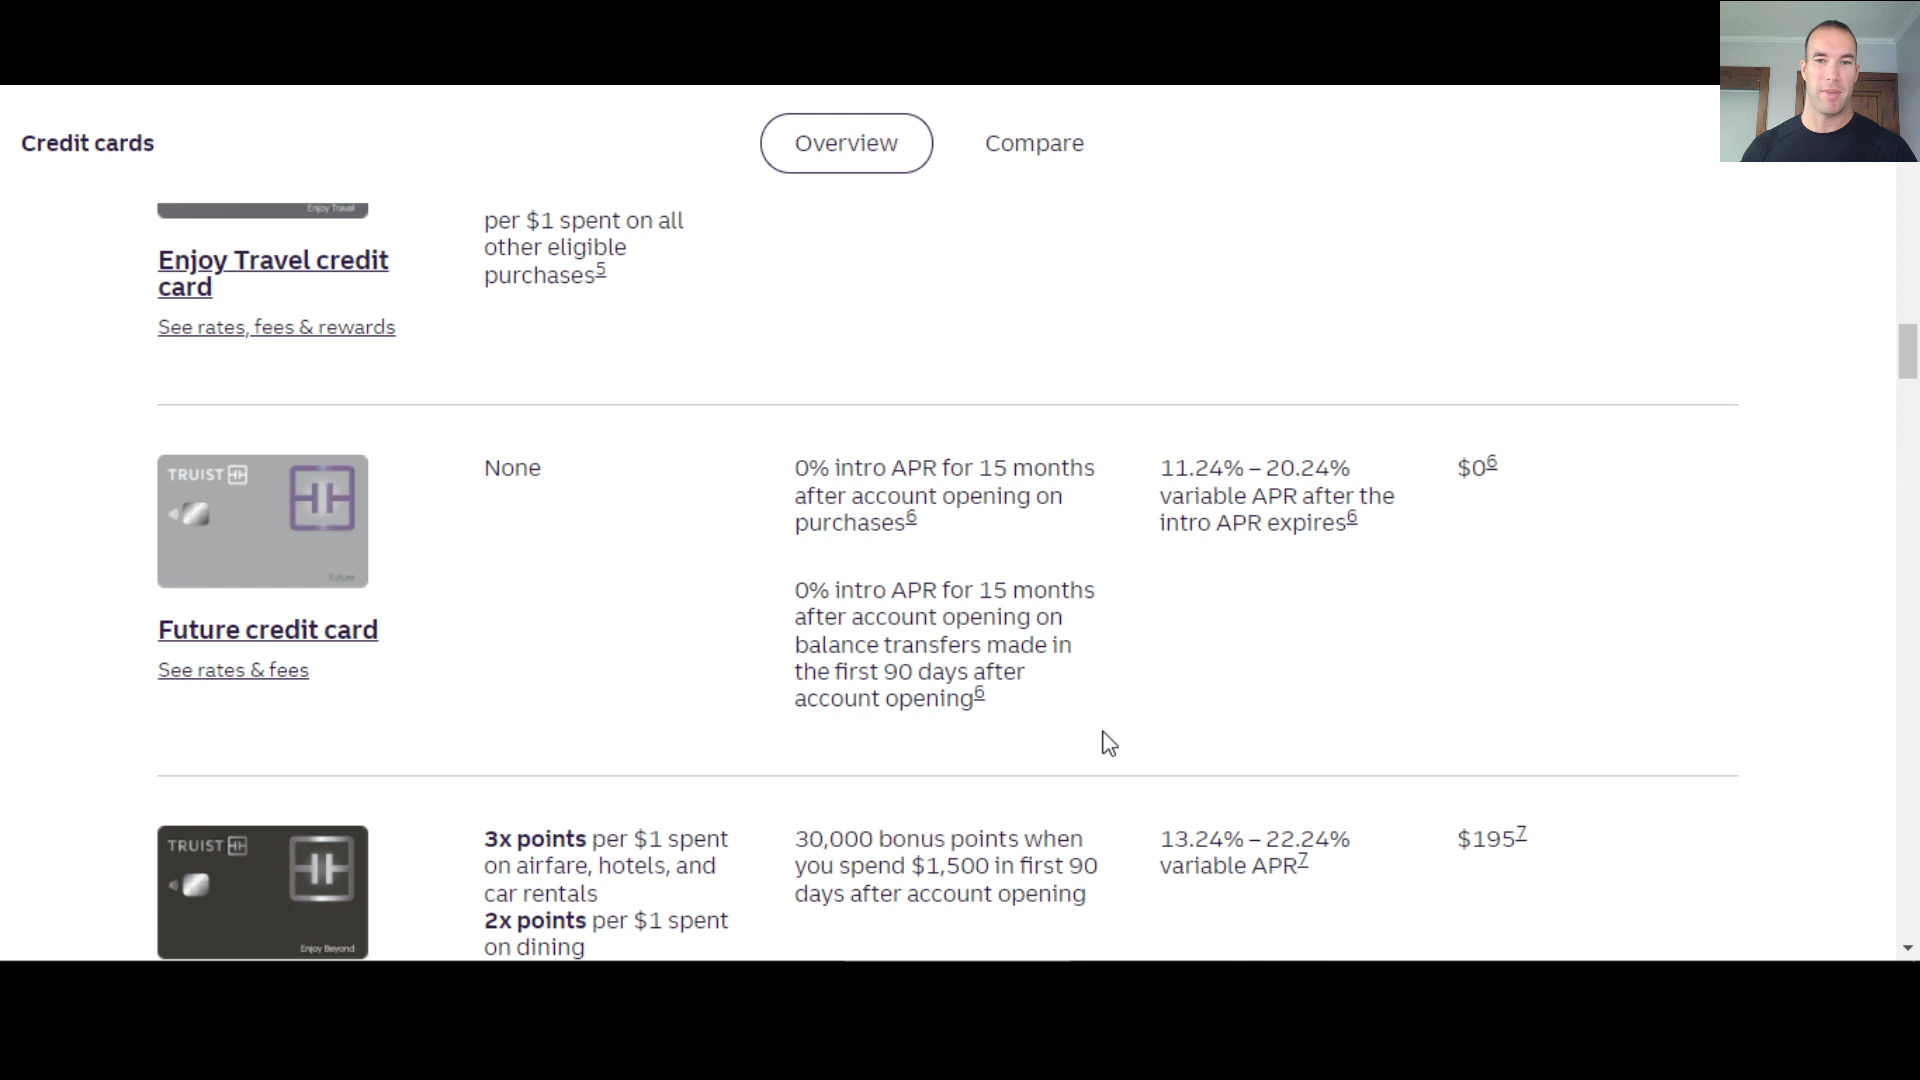 Credit cards
Overview
Compare
Enjoy Travel
Enjoy Travel credit
card
See rates, fees & rewards
per $1 spent on all
other eligible
purchases5
TRUIST
Future
Future credit card
See rates & fees
None
0% intro APR for 15 months
after account opening on
purchases6
0% intro APR for 15 months
after account opening on
balance transfers made in
the first 90 days after
account opening6
11.24% – 20.24%
variable APR after the
intro APR expires6
$06
TRUIST
Enjoy Beyond
3x points per $1 spent
on airfare, hotels, and
car rentals
2x points per $1 spent
on dining
30,000 bonus points when
you spend $1,500 in first 90
days after account opening
13.24% – 22.24%
variable APR7
$1957